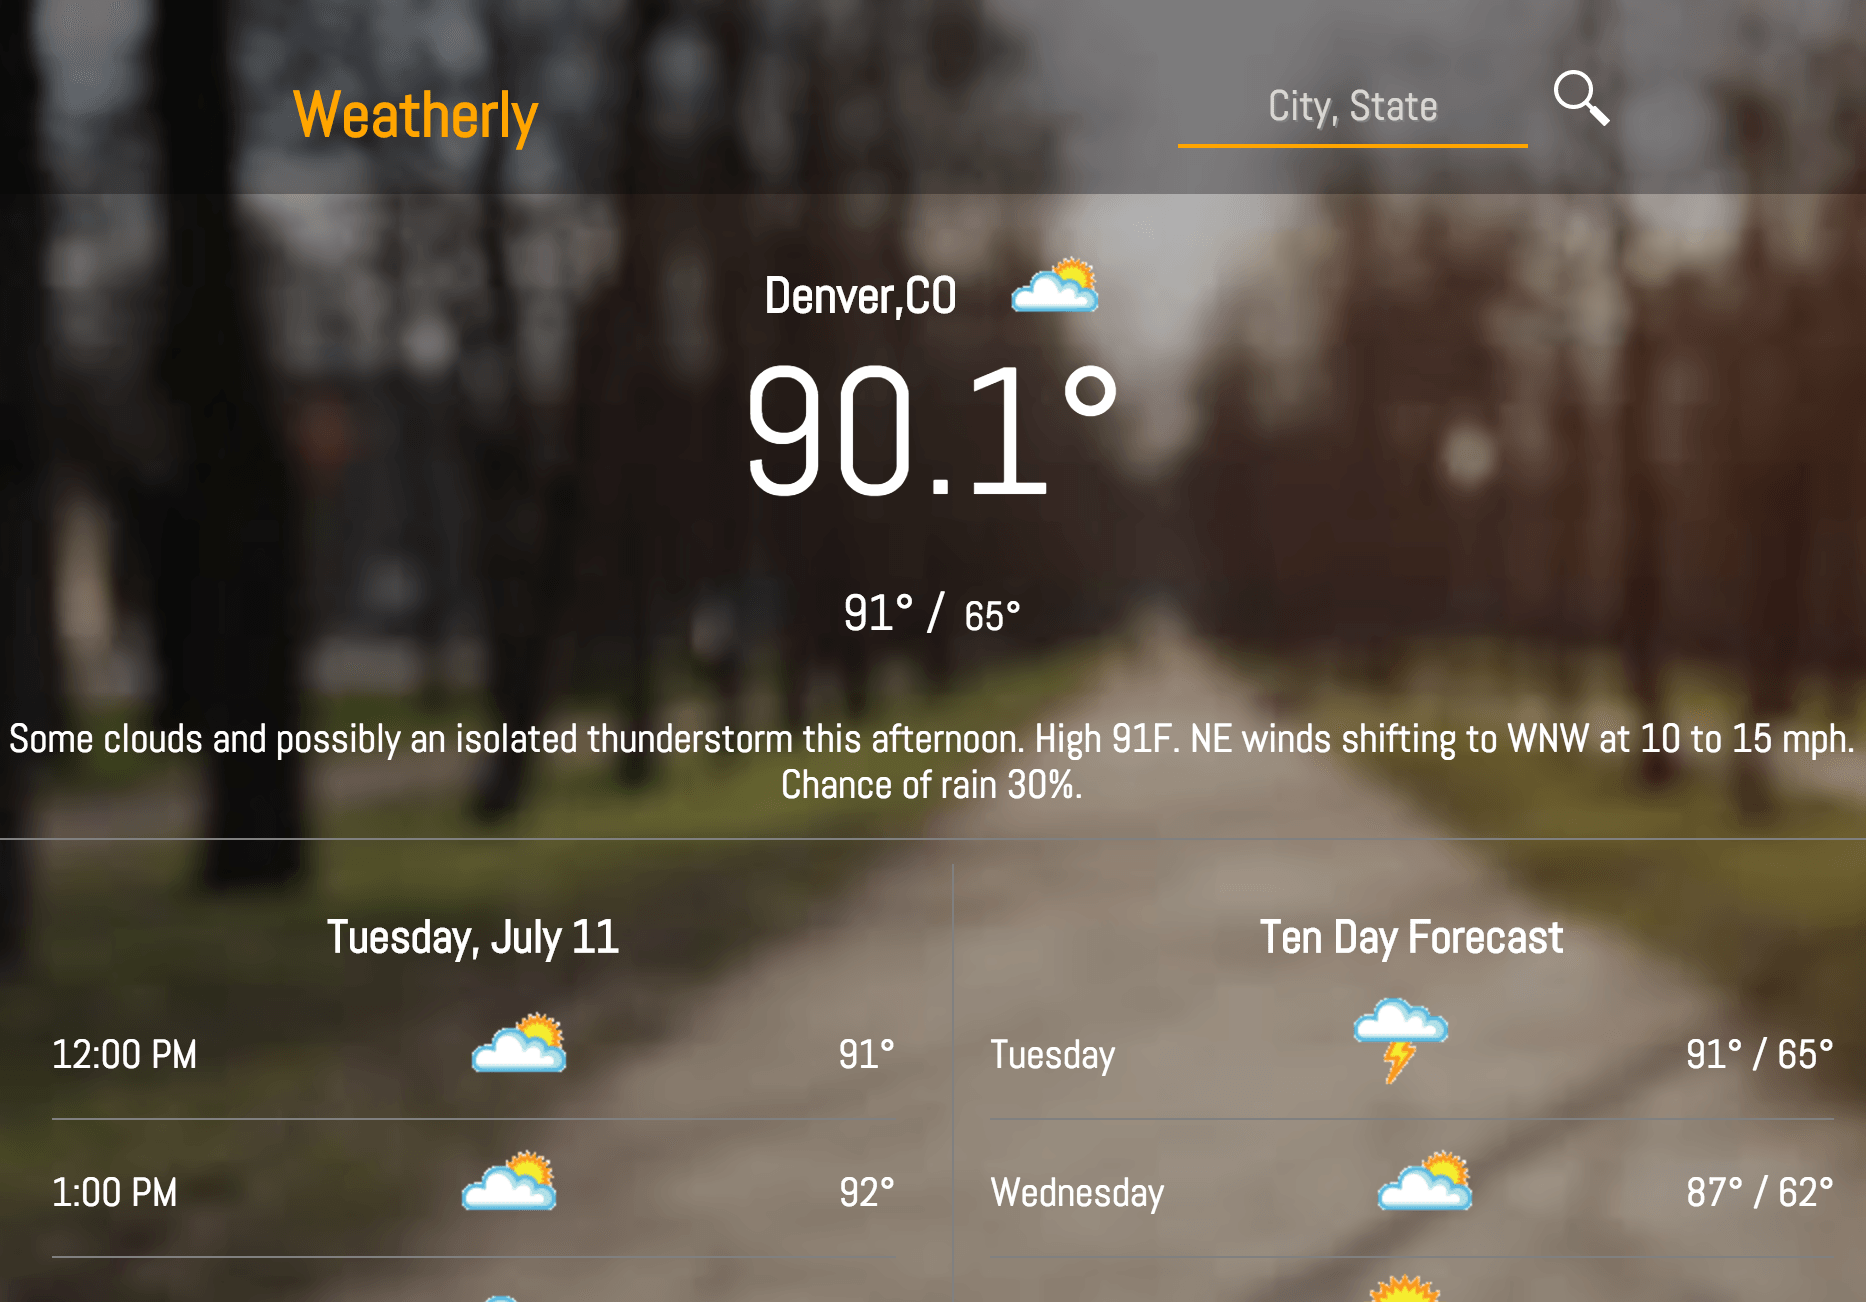 Weatherly
City, State
Denver,CO
90.1°
91° / 65°
Some clouds and possibly an isolated thunderstorm this afternoon. High 91F. NE winds shifting to WNW at 10 to 15 mph.
Chance of rain 30%.
Tuesday, July 11
12:00 PM 91°
1:00 PM 92°
Ten Day Forecast
Tuesday 91° / 65°
Wednesday 87° / 62°